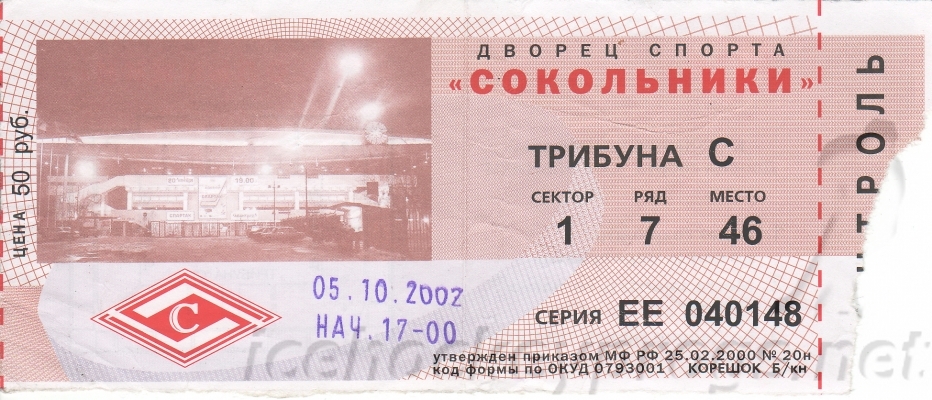 ДВОРЕЦ СПОРТА
«СОКОЛЬНИКИ»
ЦЕНА 50 руб.
ТРИБУНА С
СЕКТОР РЯД МЕСТО
1 7 46
05.10.2002
НАЧ. 17-00
СЕРИЯ ЕЕ 040148
утвержден приказом МФ РФ 25.02.2000 № 20н
код формы по ОКУД 0793001 КОРЕШОК Б/кн
ТРОЛЬ
С